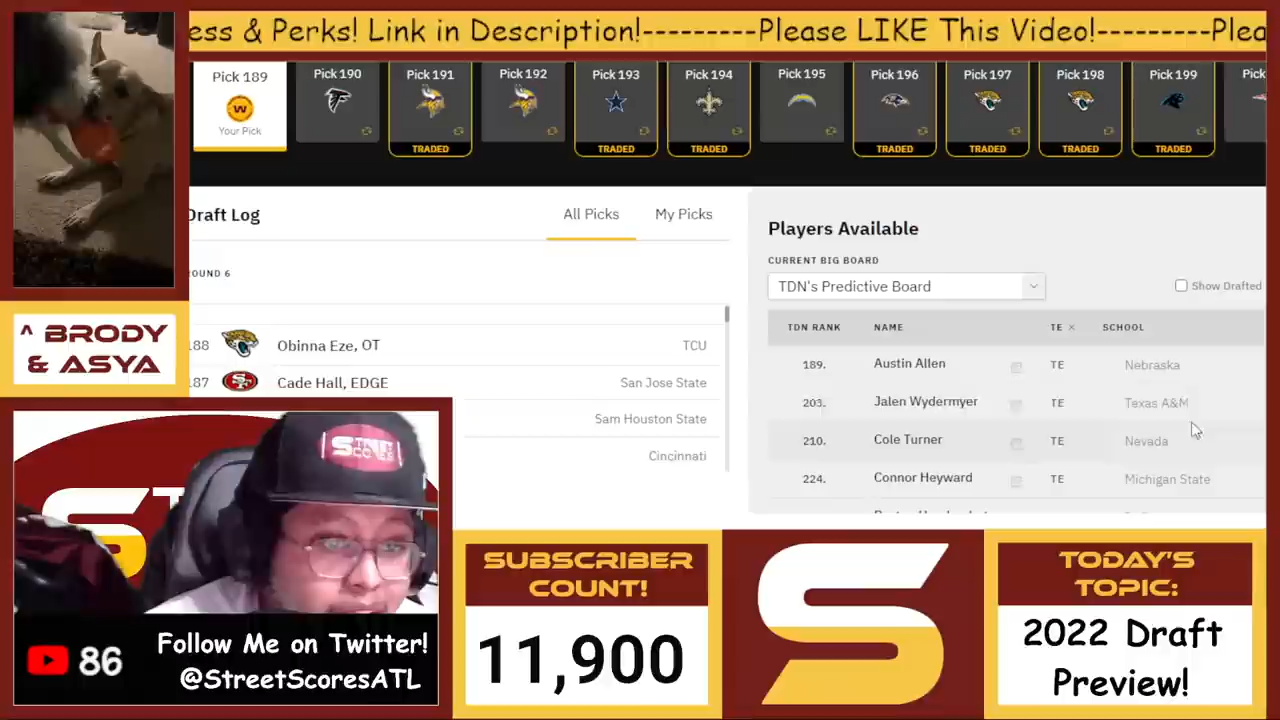 ess & Perks! Link in Description!---------Please LIKE This Video!---------Plea
Pick 189
W
Your Pick
Pick 190
Pick 191
TRADED
Pick 192
Pick 193
TRADED
Pick 194
TRADED
Pick 195
Pick 196
TRADED
Pick 197
TRADED
Pick 198
TRADED
Pick 199
TRADED
Pick
Draft Log
All Picks
My Picks
ROUND 6
188 Obinna Eze, OT TCU
187 Cade Hall, EDGE San Jose State
Sam Houston State
Cincinnati
Players Available
CURRENT BIG BOARD
TDN's Predictive Board
Show Drafted
TDN RANK NAME TE × SCHOOL
189. Austin Allen TE Nebraska
203. Jalen Wydermyer TE Texas A&M
210. Cole Turner TE Nevada
224. Connor Heyward TE Michigan State
^ BRODY
& ASYA
Follow Me on Twitter!
@StreetScoresATL
86
SUBSCRIBER
COUNT!
11,900
S
TODAY'S
TOPIC:
2022 Draft
Preview!